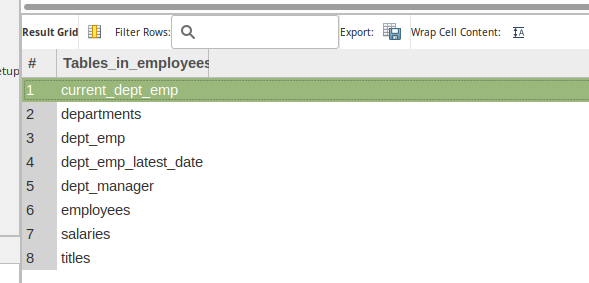 Result Grid Filter Rows: Export: Wrap Cell Content:
etup
# Tables_in_employees
1 current_dept_emp
2 departments
3 dept_emp
4 dept_emp_latest_date
5 dept_manager
6 employees
7 salaries
8 titles